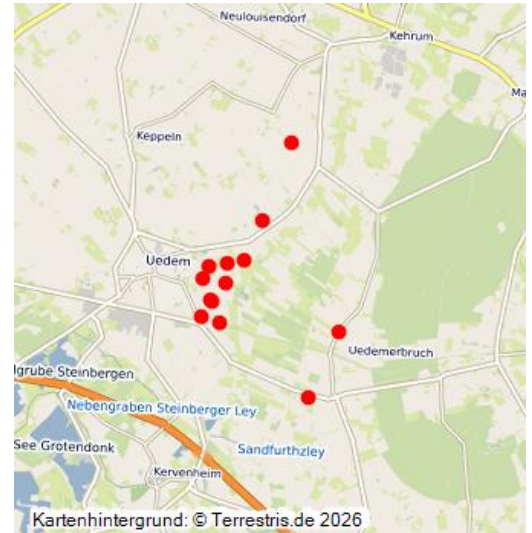 Neulouisendorf
Kehrum
Ma
Keppeln
Uedem
Uedemerbruch
lgrube Steinbergen
Nebengraben Steinberger Ley
See Grotendonk
Sandfurthzley
Kervenheim
Kartenhintergrund: © Terrestris.de 2026